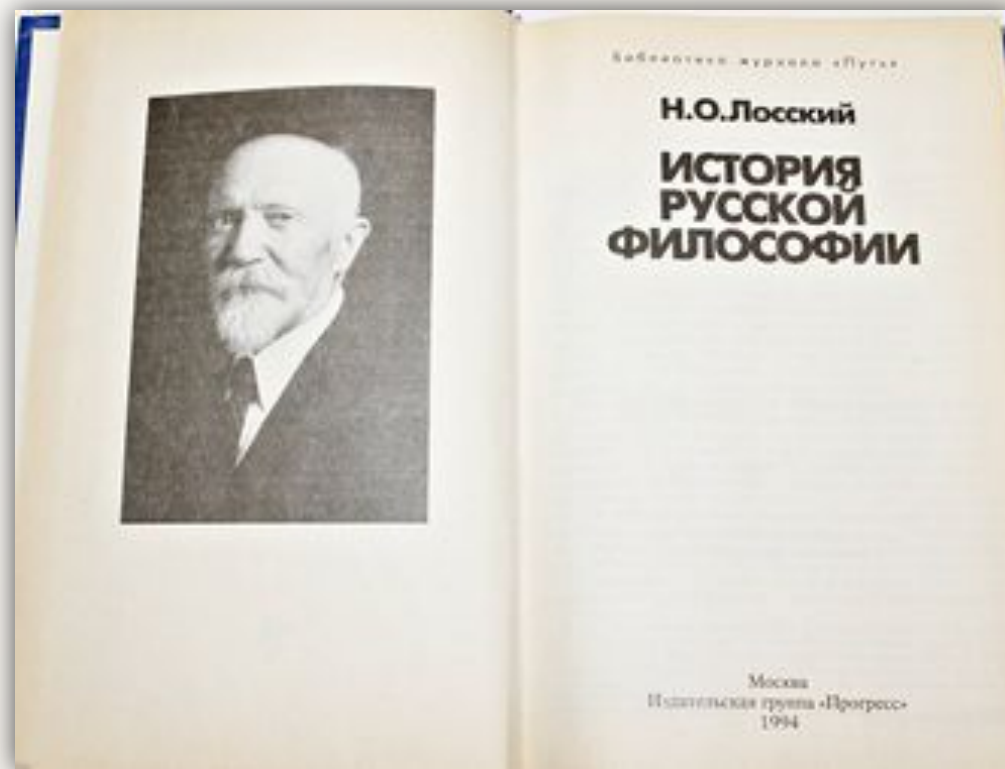 Библиотека журнала «Путь»
Н.О.Лосский
ИСТОРИЯ
РУССКОЙ
ФИЛОСОФИИ
Москва
Издательская группа «Прогресс»
1994